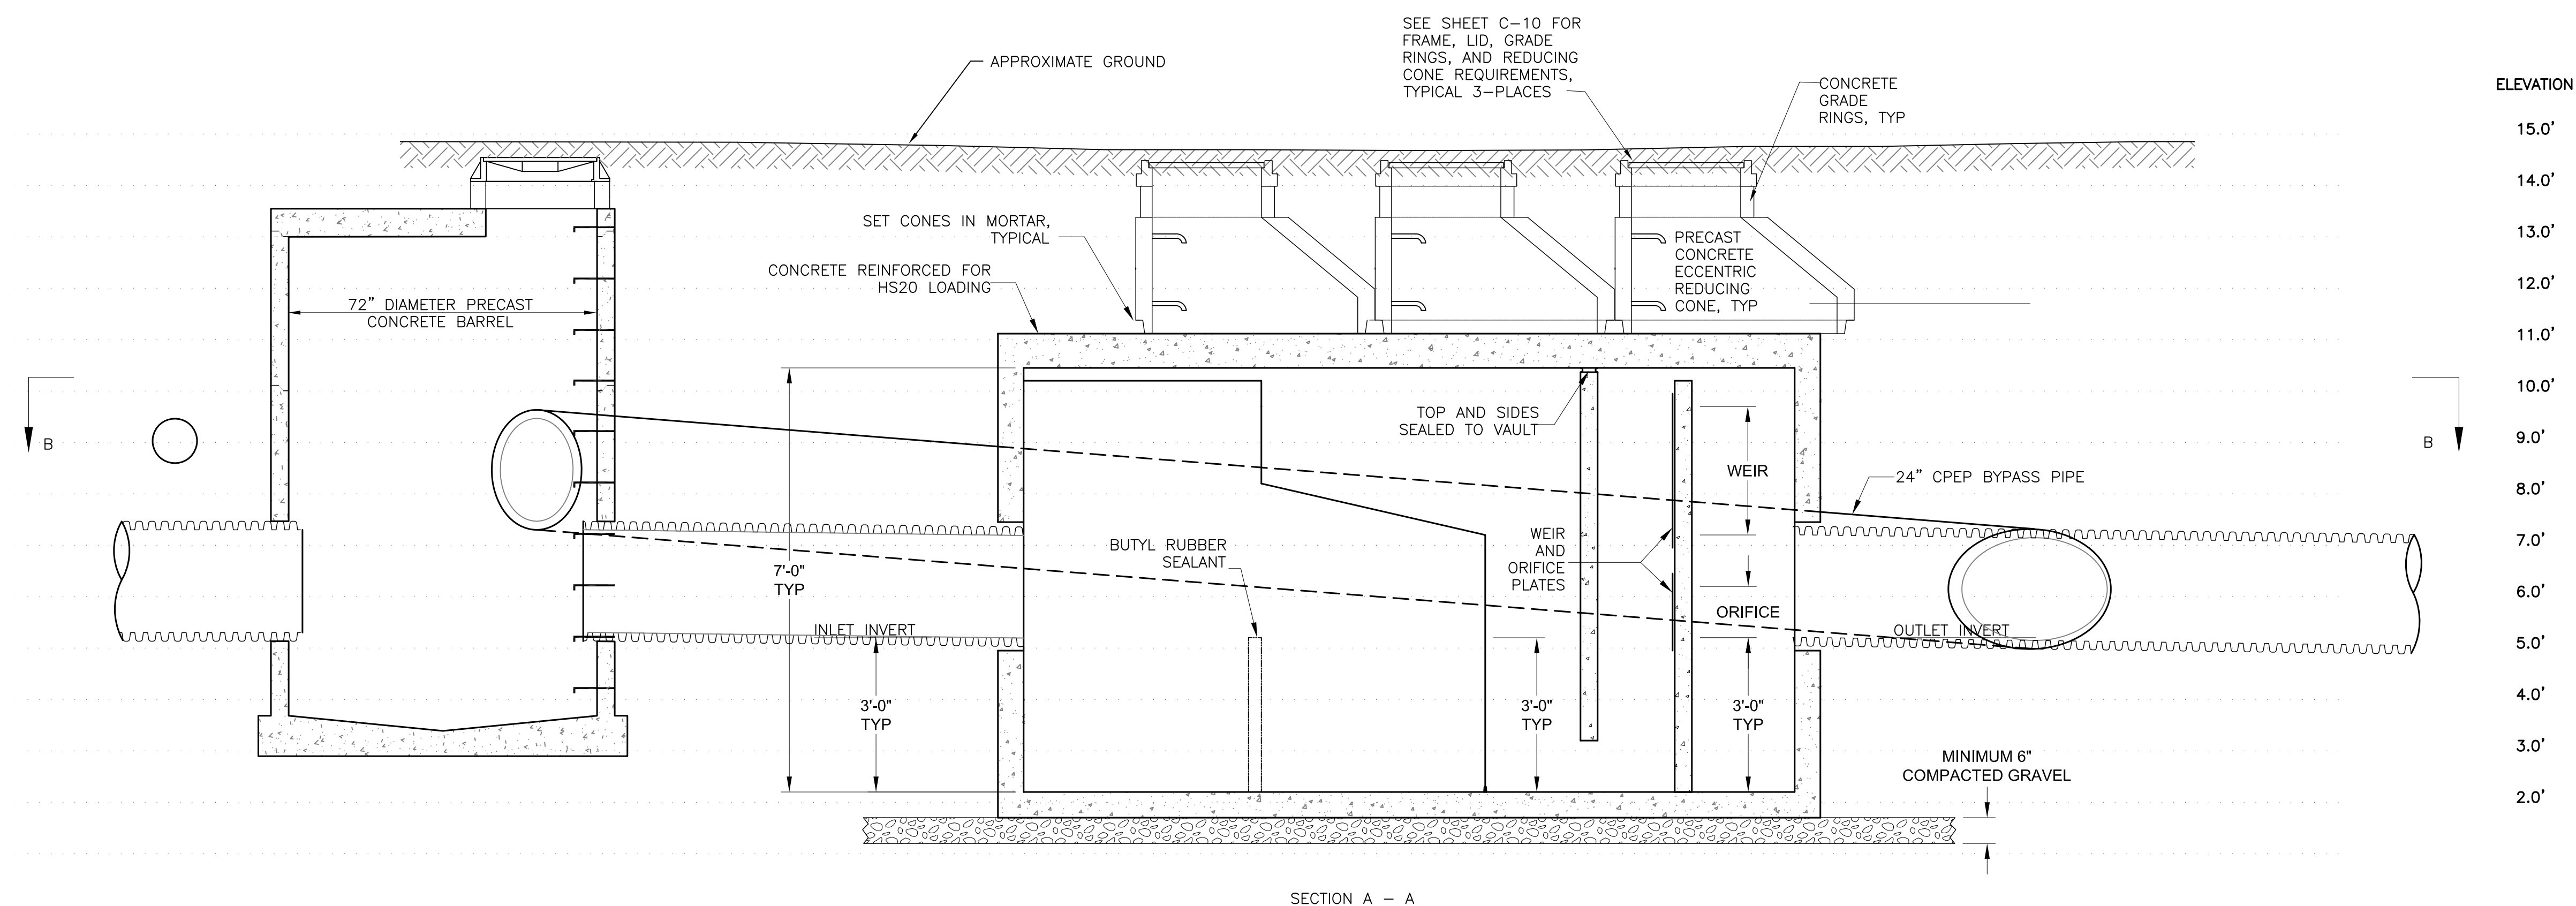 SEE SHEET C-10 FOR
FRAME, LID, GRADE
RINGS, AND REDUCING
CONE REQUIREMENTS,
TYPICAL 3-PLACES
APPROXIMATE GROUND
CONCRETE
GRADE
RINGS, TYP
ELEVATION
15.0'
14.0'
13.0'
12.0'
11.0'
10.0'
9.0'
8.0'
7.0'
6.0'
5.0'
4.0'
3.0'
2.0'
SET CONES IN MORTAR,
TYPICAL
CONCRETE REINFORCED FOR
HS20 LOADING
PRECAST
CONCRETE
ECCENTRIC
REDUCING
CONE, TYP
72" DIAMETER PRECAST
CONCRETE BARREL
B
TOP AND SIDES
SEALED TO VAULT
B
WEIR
24" CPEP BYPASS PIPE
BUTYL RUBBER
SEALANT
WEIR
AND
ORIFICE
PLATES
7'-0"
TYP
ORIFICE
INLET INVERT
OUTLET INVERT
3'-0"
TYP
3'-0"
TYP
3'-0"
TYP
MINIMUM 6"
COMPACTED GRAVEL
SECTION A - A